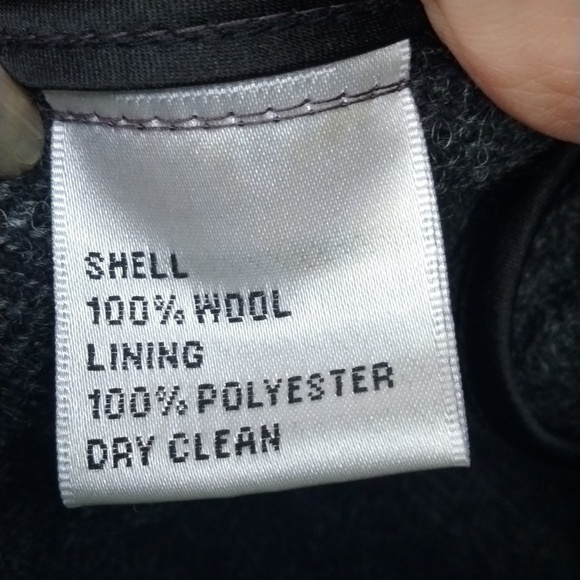 SHELL
100% WOOL
LINING
100% POLYESTER
DRY CLEAN